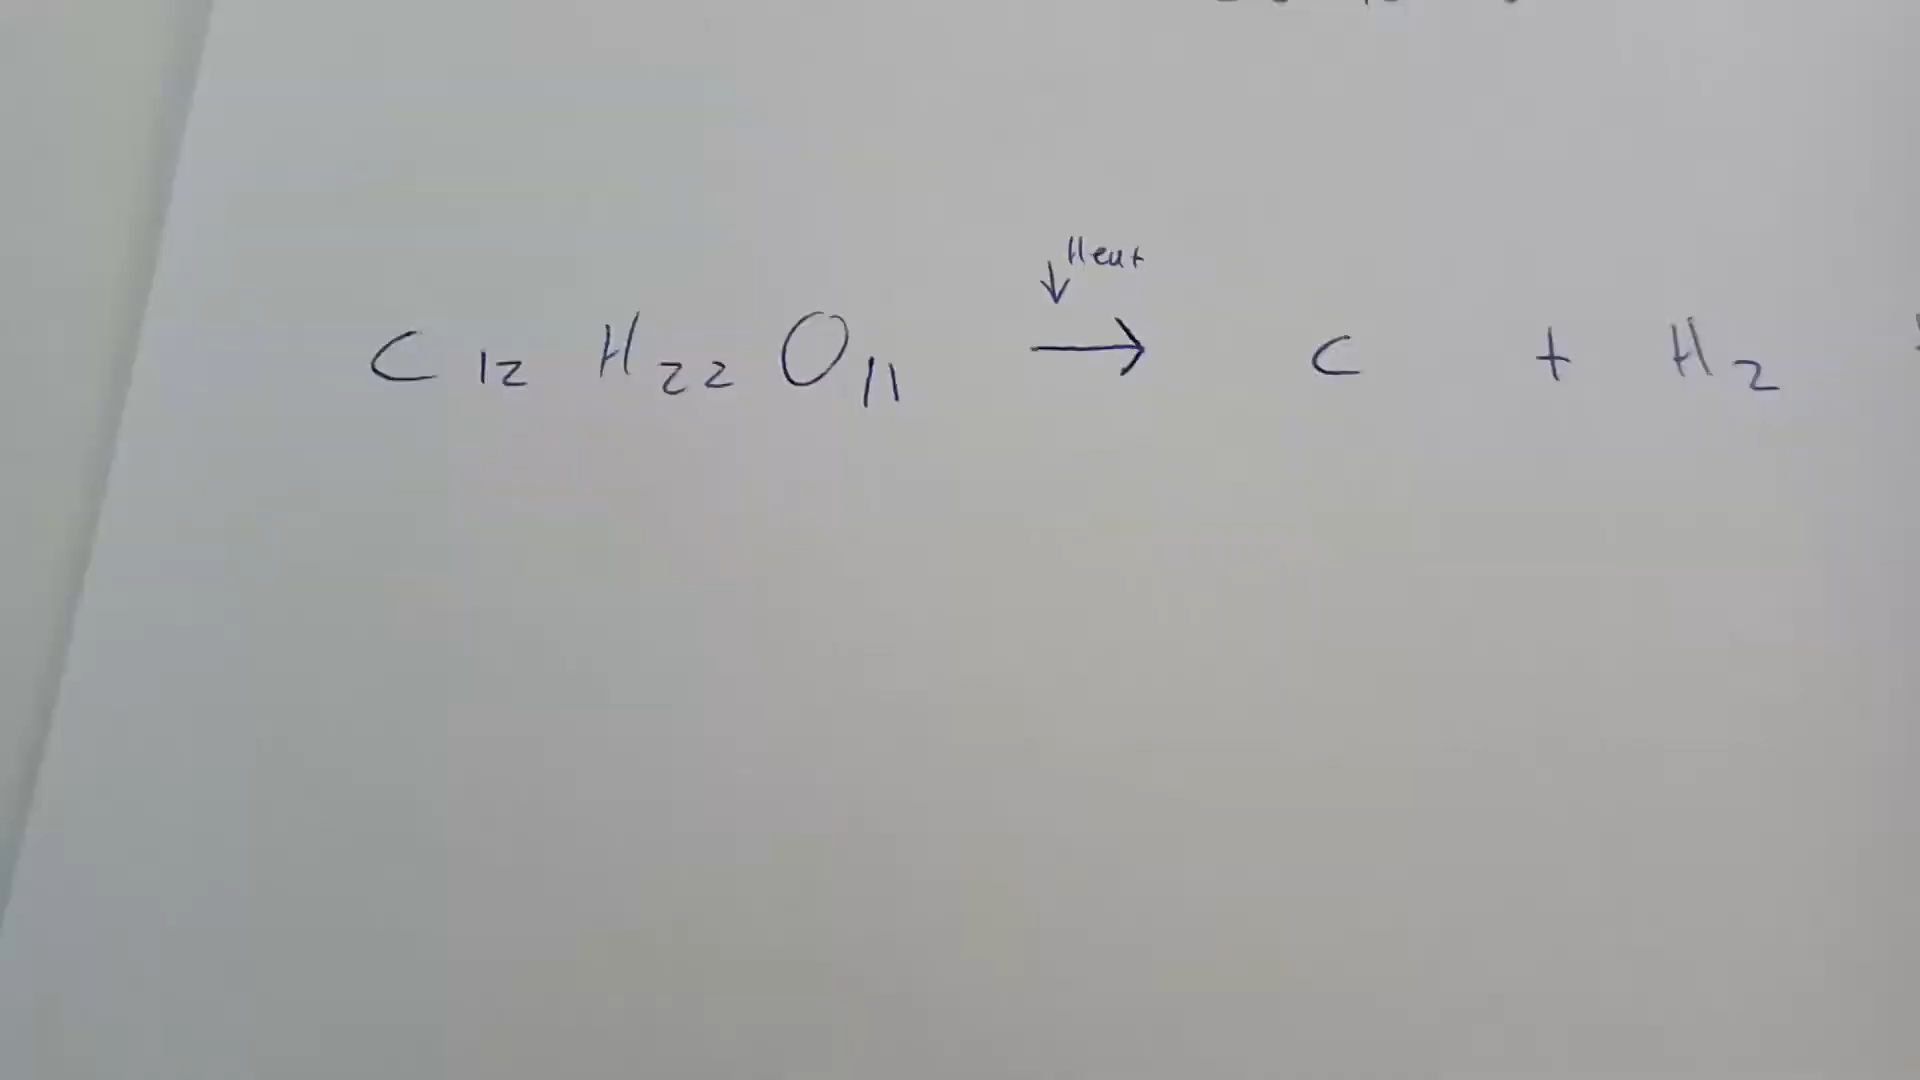 C₁₂ H₂₂ O₁₁ → C + H₂
↓ Heat